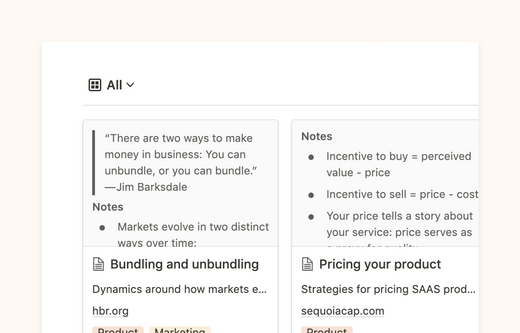 All
“There are two ways to make
money in business: You can
unbundle, or you can bundle.”
—Jim Barksdale
Notes
Markets evolve in two distinct
ways over time:
Bundling and unbundling
Dynamics around how markets e...
hbr.org
Product Marketing
Notes
Incentive to buy = perceived
value - price
Incentive to sell = price - cost
Your price tells a story about
your service: price serves as
a proxy for quality
Pricing your product
Strategies for pricing SAAS prod...
sequoiacap.com
Product